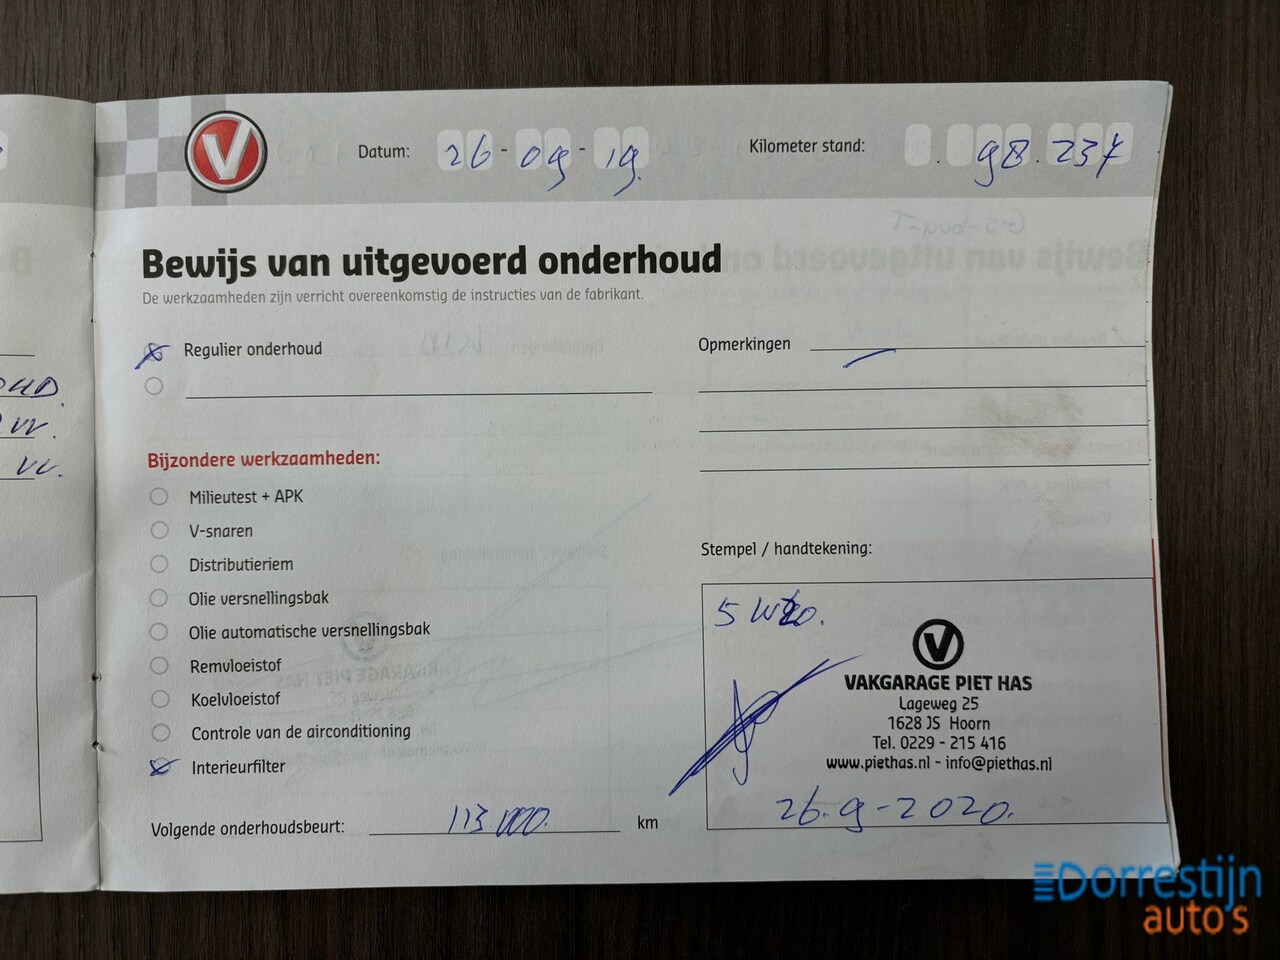 Datum: 26 - 09 - 19. Kilometer stand: 98.237
Bewijs van uitgevoerd onderhoud
De werkzaamheden zijn verricht overeenkomstig de instructies van de fabrikant.
Regulier onderhoud
Opmerkingen
Bijzondere werkzaamheden:
Milieutest + APK
V-snaren
Distributieriem
Olie versnellingsbak
Olie automatische versnellingsbak
Remvloeistof
Koelvloeistof
Controle van de airconditioning
Interieurfilter
Volgende onderhoudsbeurt: 113.000. km
Stempel / handtekening:
V
VAKGARAGE PIET HAS
Lageweg 25
1628 JS Hoorn
Tel. 0229 - 215 416
www.piethas.nl - info@piethas.nl
26-9-2020.
Dorrestijn
auto's